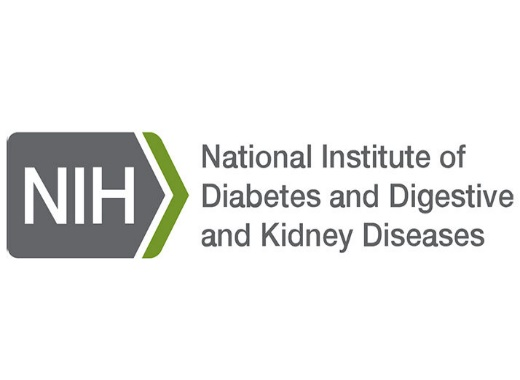 NIH
National Institute of
Diabetes and Digestive
and Kidney Diseases